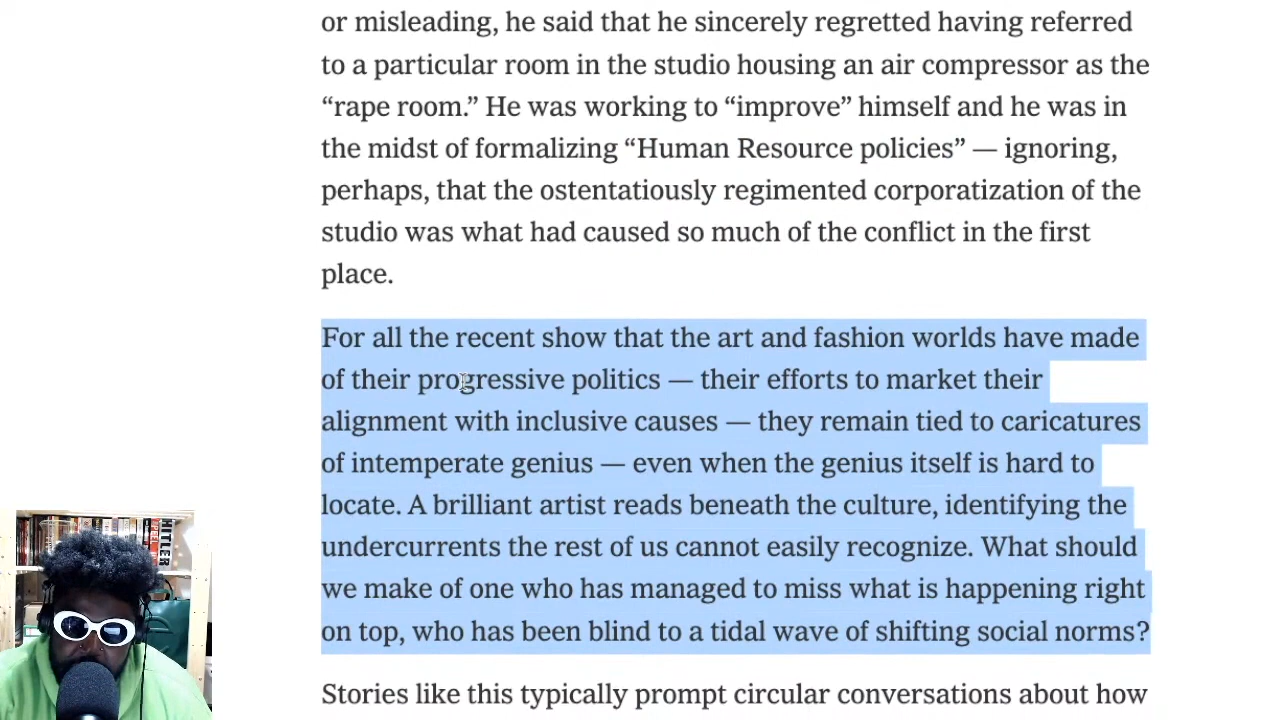 or misleading, he said that he sincerely regretted having referred
to a particular room in the studio housing an air compressor as the
“rape room.” He was working to “improve” himself and he was in
the midst of formalizing “Human Resource policies” — ignoring,
perhaps, that the ostentatiously regimented corporatization of the
studio was what had caused so much of the conflict in the first
place.
For all the recent show that the art and fashion worlds have made
of their progressive politics — their efforts to market their
alignment with inclusive causes — they remain tied to caricatures
of intemperate genius — even when the genius itself is hard to
locate. A brilliant artist reads beneath the culture, identifying the
undercurrents the rest of us cannot easily recognize. What should
we make of one who has managed to miss what is happening right
on top, who has been blind to a tidal wave of shifting social norms?
Stories like this typically prompt circular conversations about how
HITLER